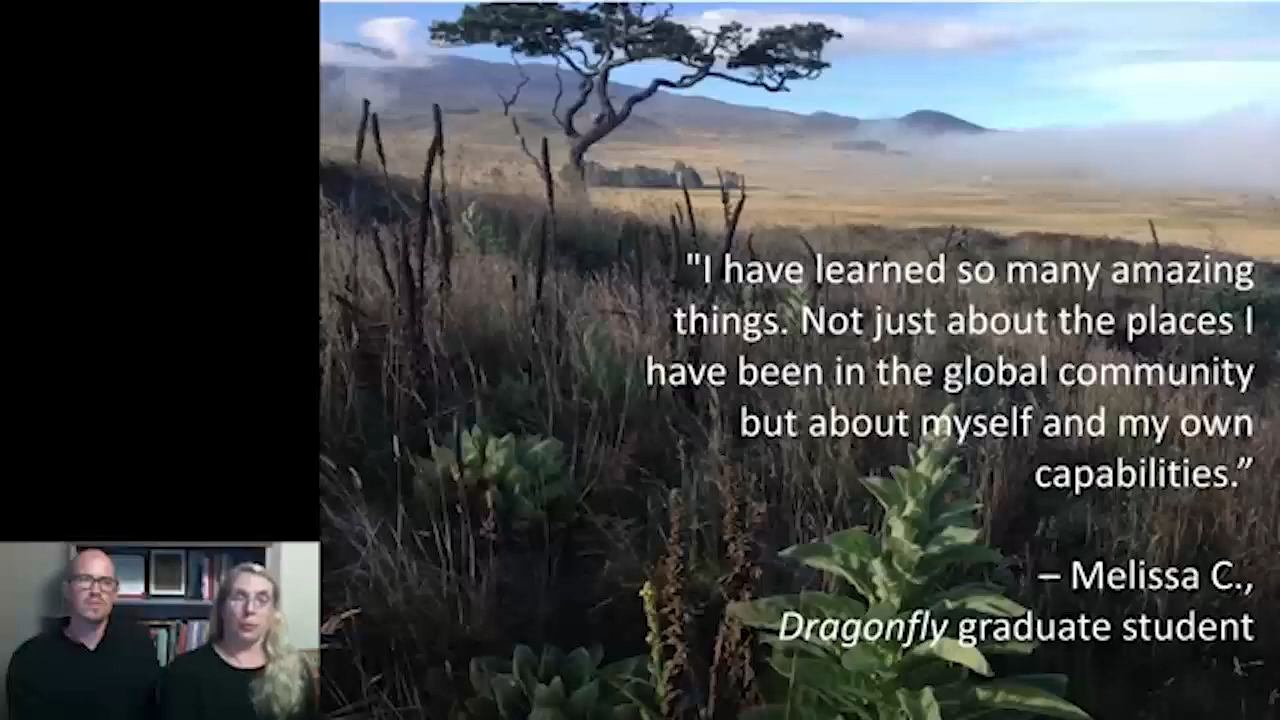 "I have learned so many amazing
things. Not just about the places I
have been in the global community
but about myself and my own
capabilities.”
– Melissa C.,
Dragonfly graduate student